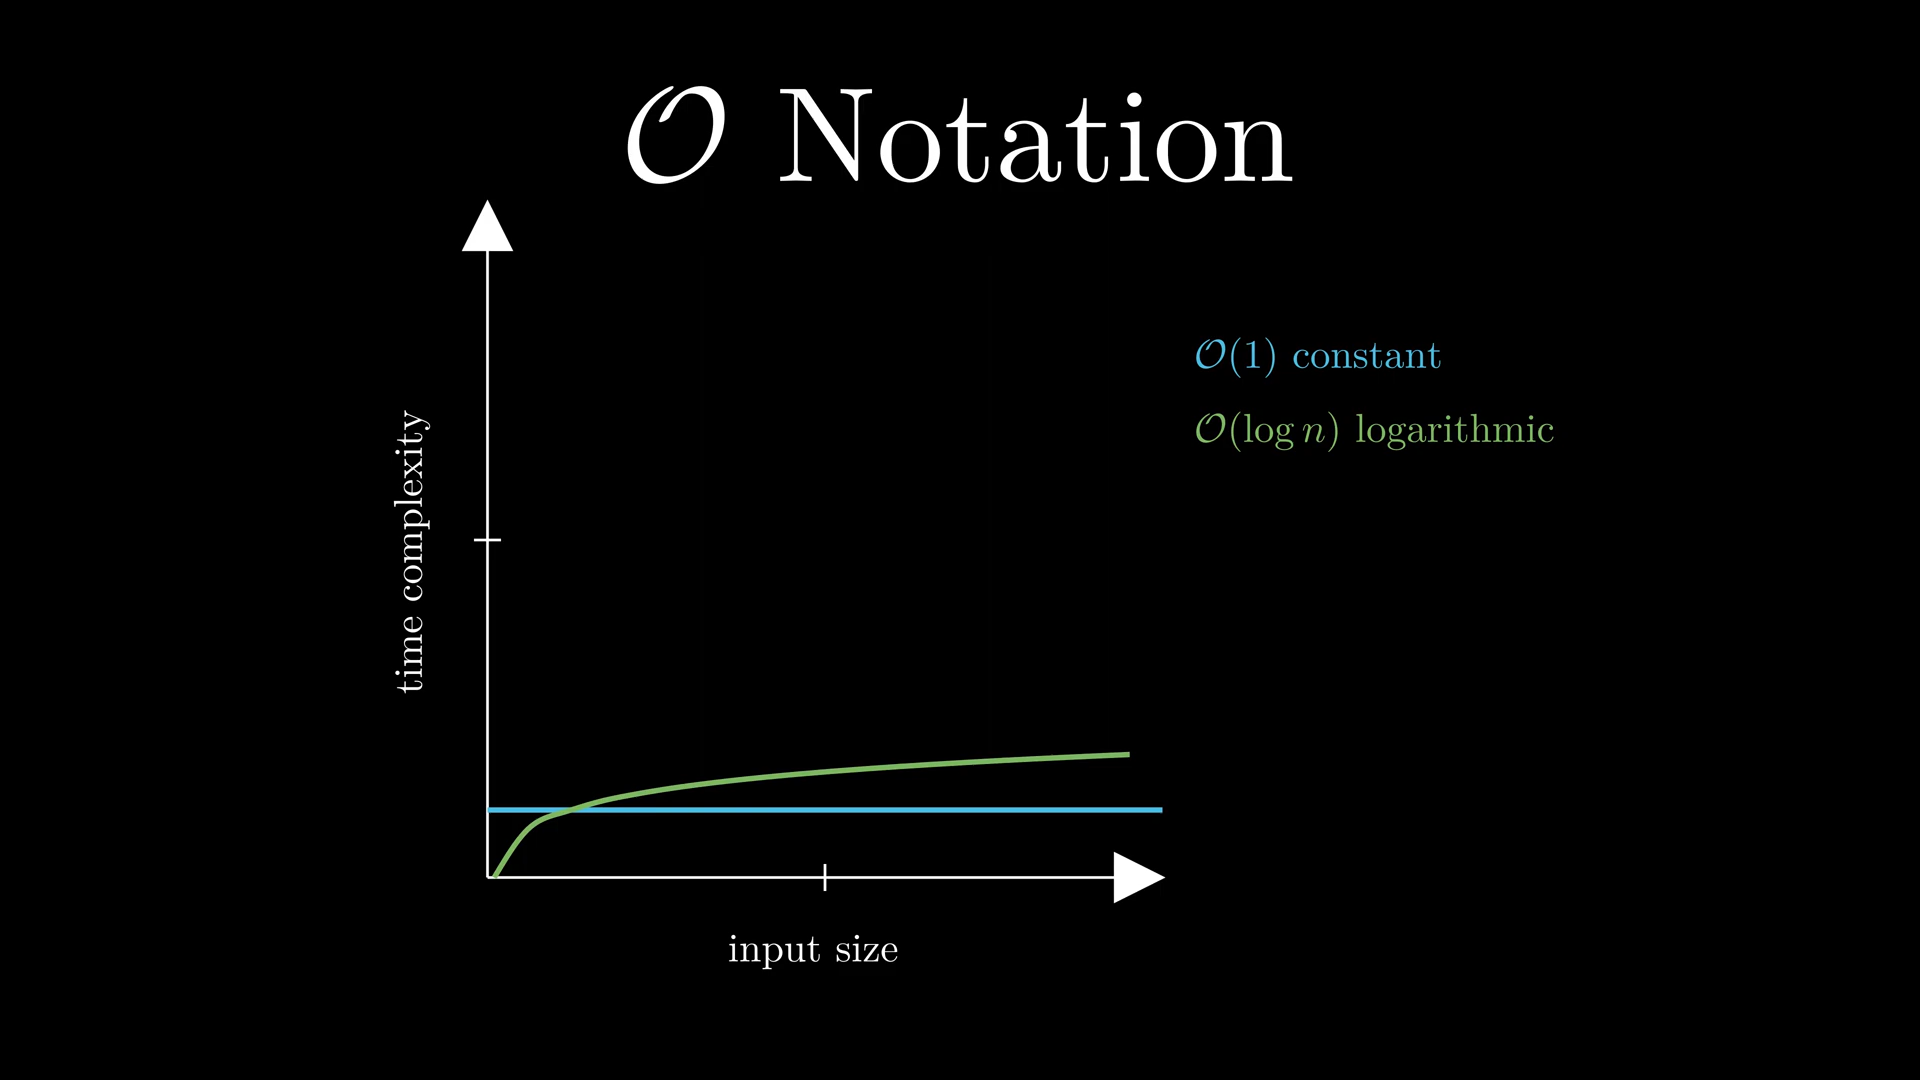 𝒪 Notation
𝒪(1) constant
𝒪(log n) logarithmic
time complexity
input size